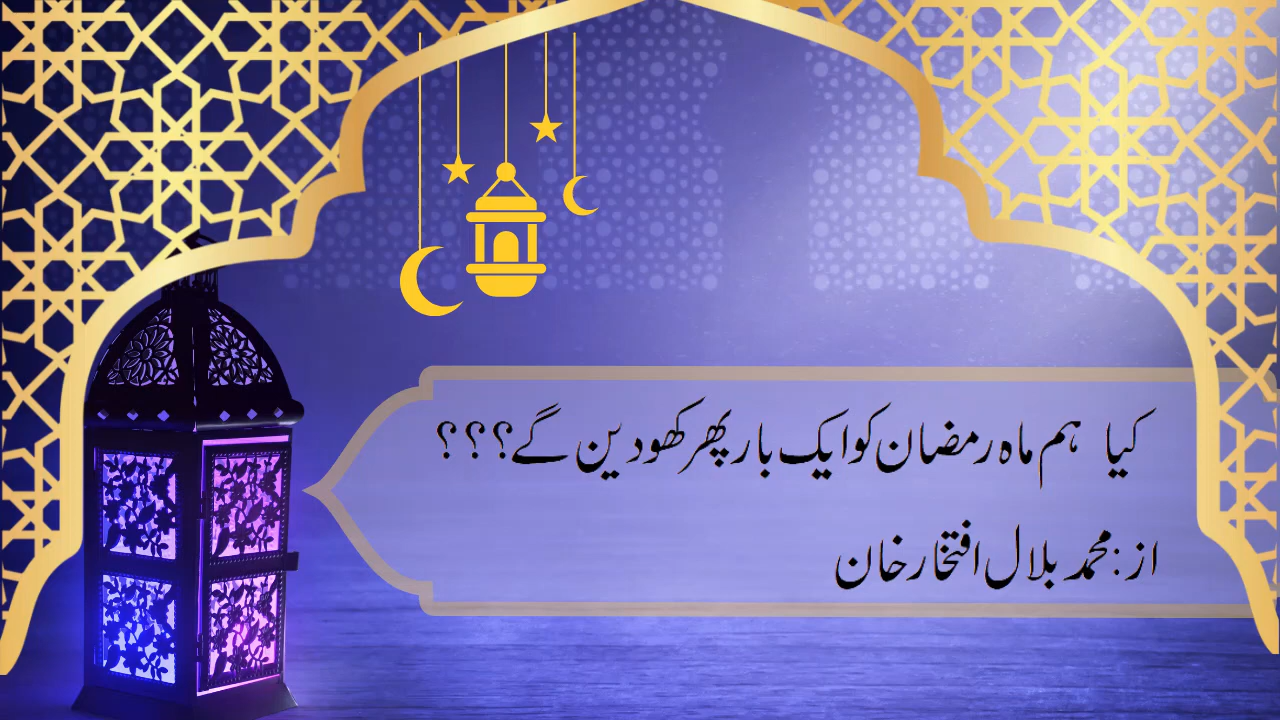 کیا ہم ماہ رمضان کو ایک بار پھر کھو دیں گے؟؟؟
از: محمد بلال افتخار خان